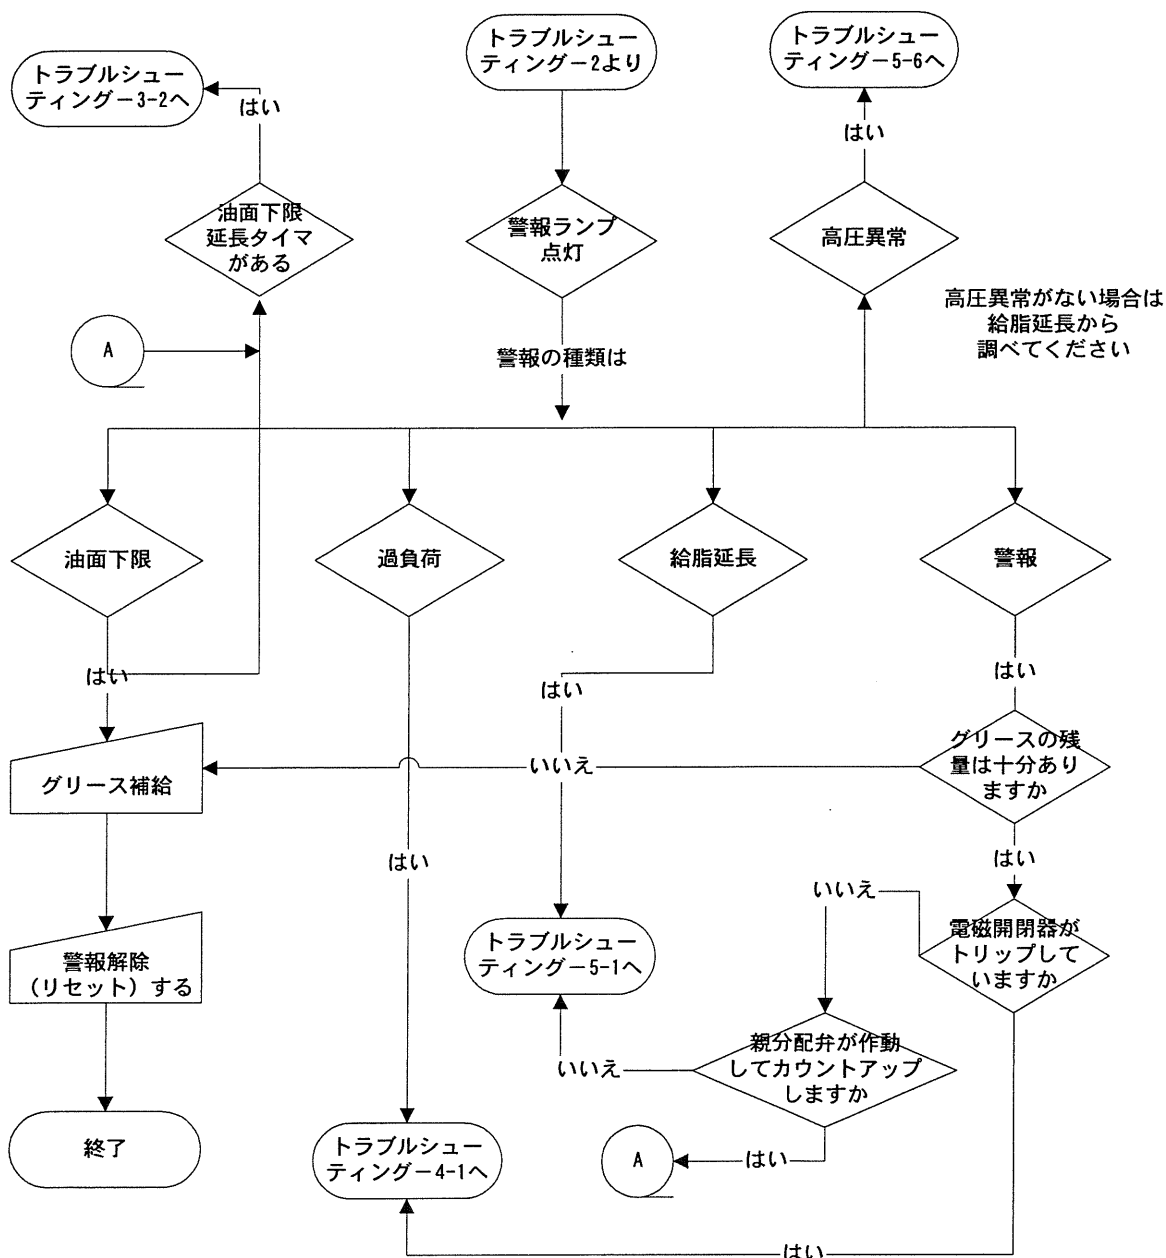 トラブルシュー
ティング－2より
トラブルシュー
ティング－5-6へ
トラブルシュー
ティング－3-2へ
はい
はい
油面下限
延長タイマ
がある
警報ランプ
点灯
高圧異常
高圧異常がない場合は
給脂延長から
調べてください
A
警報の種類は
油面下限
過負荷
給脂延長
警報
はい
はい
はい
グリース補給
いいえ
グリースの残
量は十分あり
ますか
はい
はい
いいえ
警報解除
（リセット）する
トラブルシュー
ティング－5-1へ
電磁開閉器が
トリップして
いますか
いいえ
親分配弁が作動
してカウントアップ
しますか
終了
トラブルシュー
ティング－4-1へ
A
はい
はい